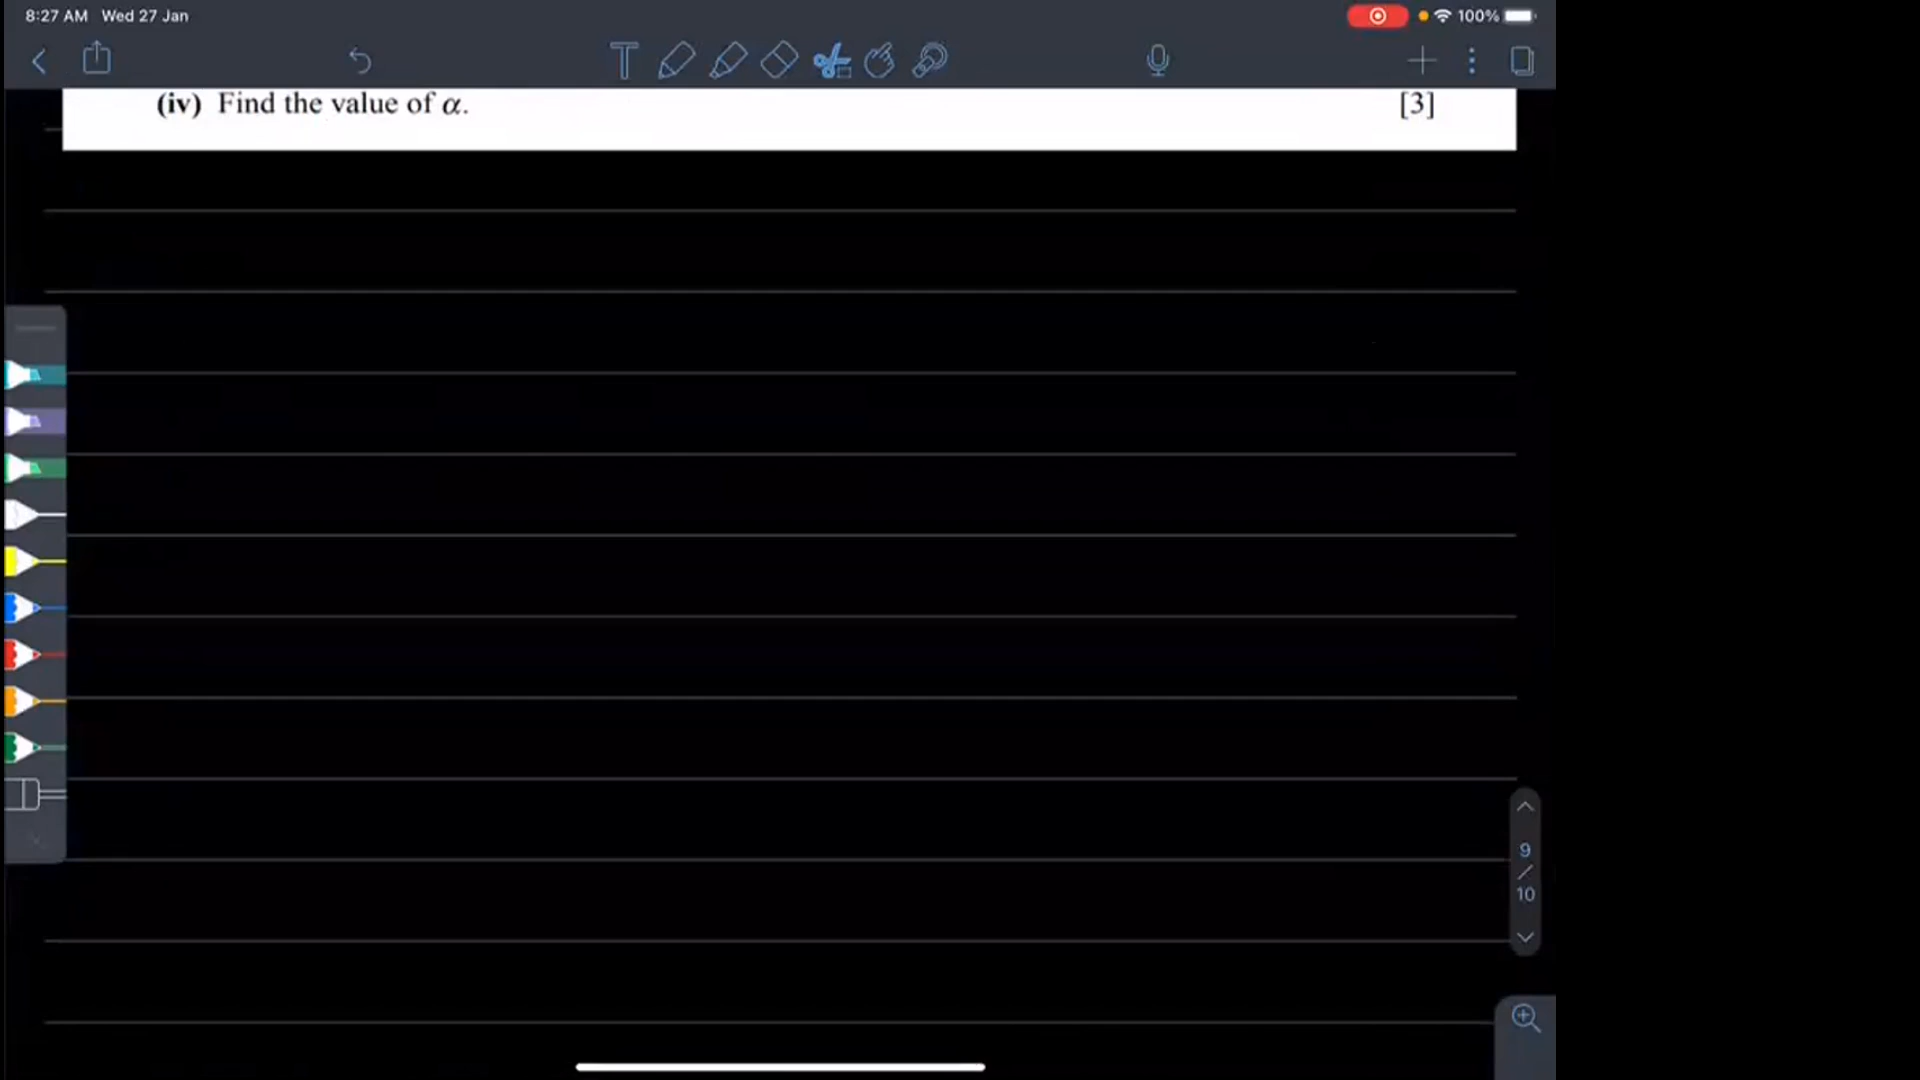 8:27 AM Wed 27 Jan 100%
(iv) Find the value of α. [3]
9
/
10